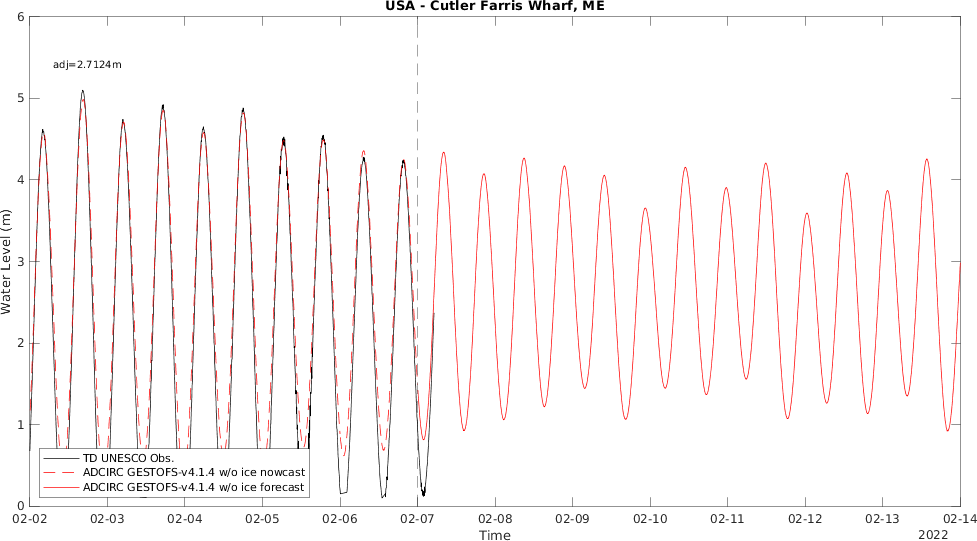 USA - Cutler Farris Wharf, ME
6
adj=2.7124m
5
4
3
Water Level (m)
2
1
0
TD UNESCO Obs.
ADCIRC GESTOFS-v4.1.4 w/o ice nowcast
ADCIRC GESTOFS-v4.1.4 w/o ice forecast
02-02 02-03 02-04 02-05 02-06 02-07 02-08 02-09 02-10 02-11 02-12 02-13 02-14
Time
2022